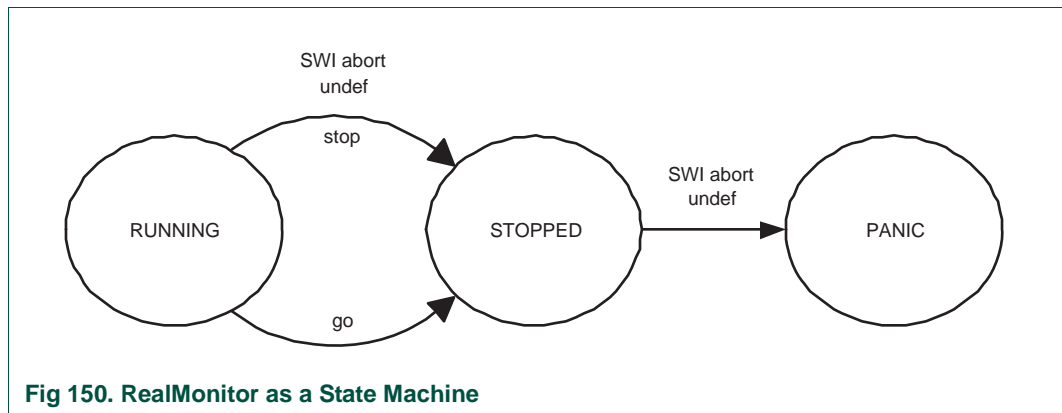 SWI abort
undef
stop
SWI abort
undef
RUNNING
STOPPED
PANIC
go
Fig 150. RealMonitor as a State Machine